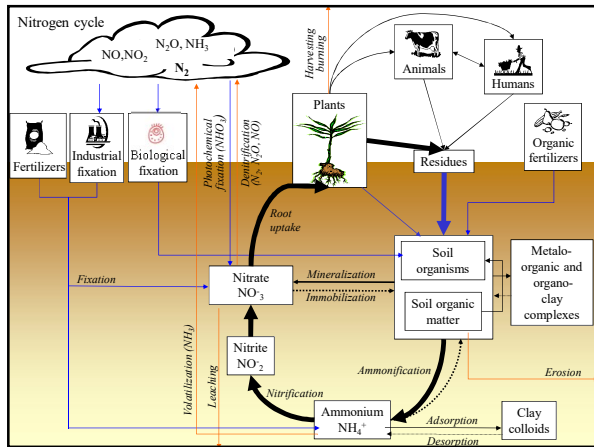 Nitrogen cycle
N₂O, NH₃
NO,NO₂
N₂
Harvesting
burning
Animals
Humans
Plants
Fertilizers
Industrial
fixation
Biological
fixation
Photochemical
fixation (NHO₃)
Denitrification
(N₂, N₂O, NO)
Residues
Organic
fertilizers
Root
uptake
Fixation
Nitrate
NO⁻₃
Mineralization
Immobilization
Soil
organisms
Soil organic
matter
Metalo-
organic and
organo-
clay
complexes
Nitrite
NO⁻₂
Volatilization (NH₃)
Leaching
Nitrification
Ammonification
Erosion
Ammonium
NH₄⁺
Adsorption
Desorption
Clay
colloids